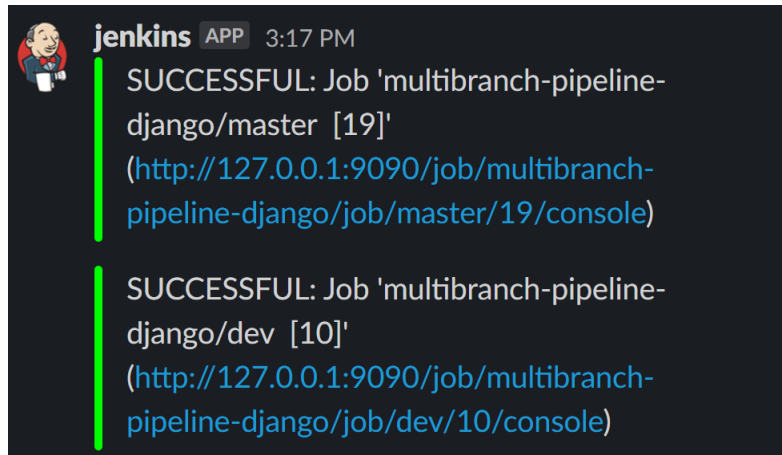 jenkins APP 3:17 PM
SUCCESSFUL: Job 'multibranch-pipeline-
django/master [19]'
(http://127.0.0.1:9090/job/multibranch-
pipeline-django/job/master/19/console)
SUCCESSFUL: Job 'multibranch-pipeline-
django/dev [10]'
(http://127.0.0.1:9090/job/multibranch-
pipeline-django/job/dev/10/console)